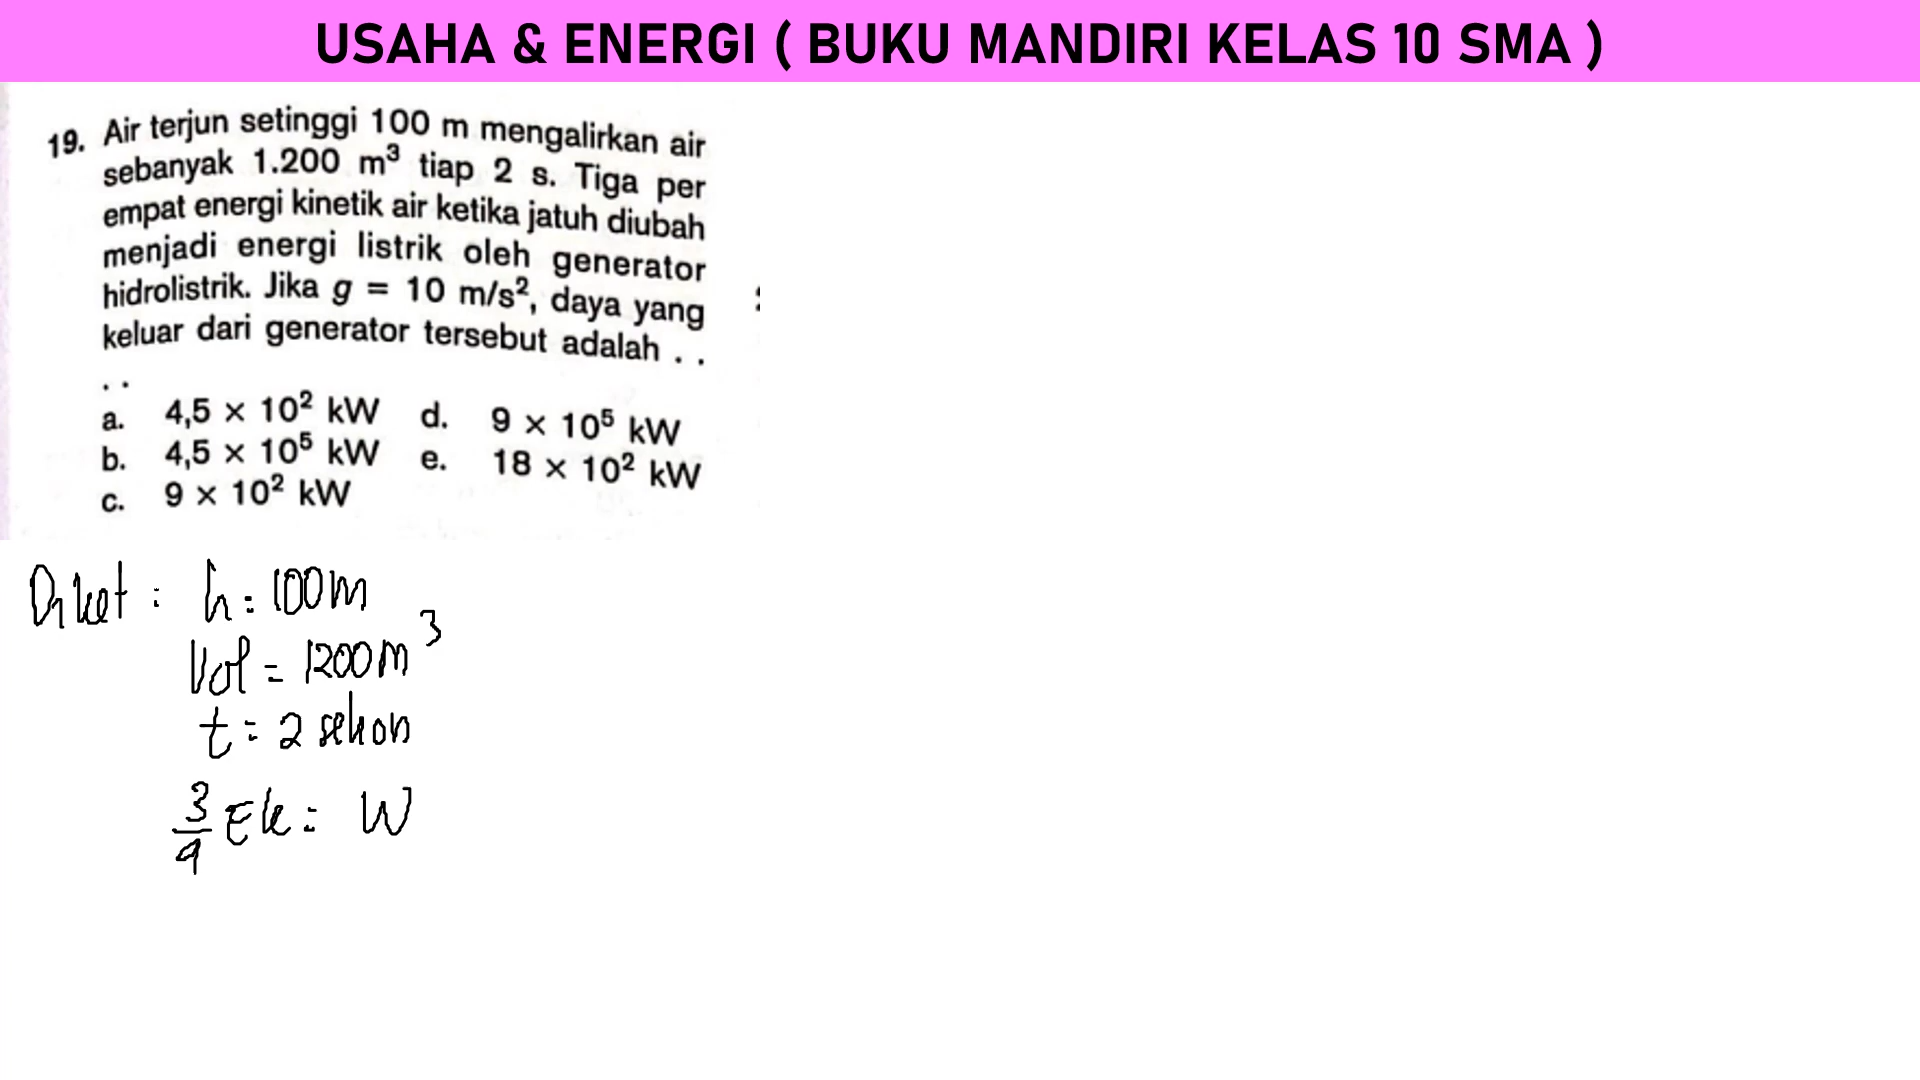 USAHA & ENERGI ( BUKU MANDIRI KELAS 10 SMA )
19. Air terjun setinggi 100 m mengalirkan air
sebanyak 1.200 m³ tiap 2 s. Tiga per
empat energi kinetik air ketika jatuh diubah
menjadi energi listrik oleh generator
hidrolistrik. Jika g = 10 m/s², daya yang
keluar dari generator tersebut adalah . .
. .
a. 4,5 × 10² kW d. 9 × 10⁵ kW
b. 4,5 × 10⁵ kW e. 18 × 10² kW
c. 9 × 10² kW
Diket : h = 100 m
Vol = 1200 m³
t = 2 sekon
3/4 Ek = W